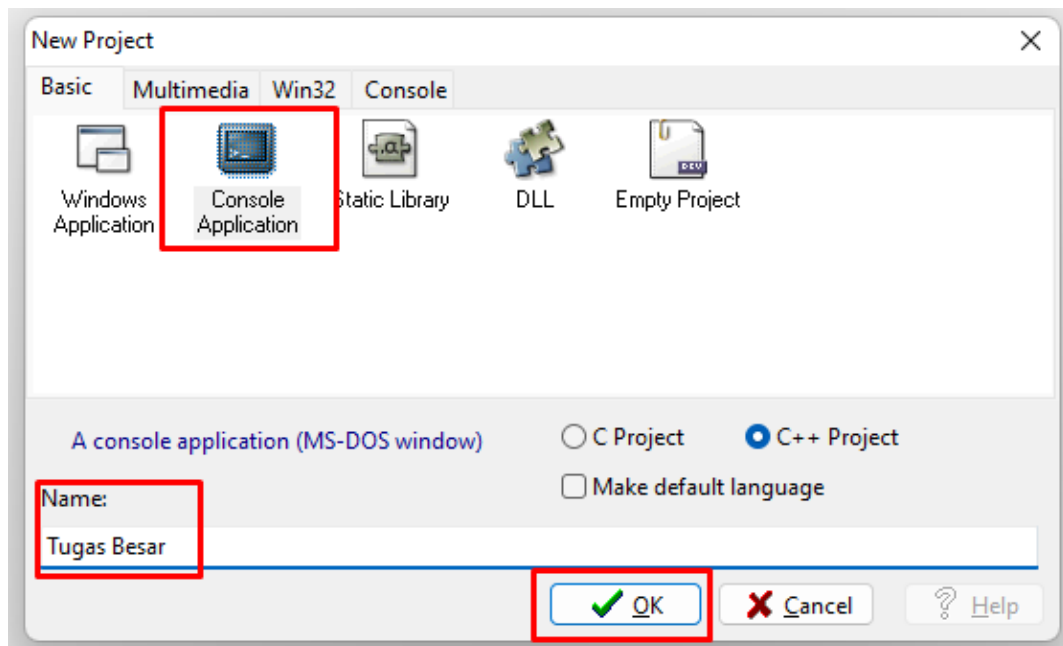 New Project
Basic Multimedia Win32 Console
Windows Application
Console Application
Static Library
DLL
Empty Project
DEV
A console application (MS-DOS window)
C Project
C++ Project
Make default language
Name:
Tugas Besar
OK
Cancel
Help